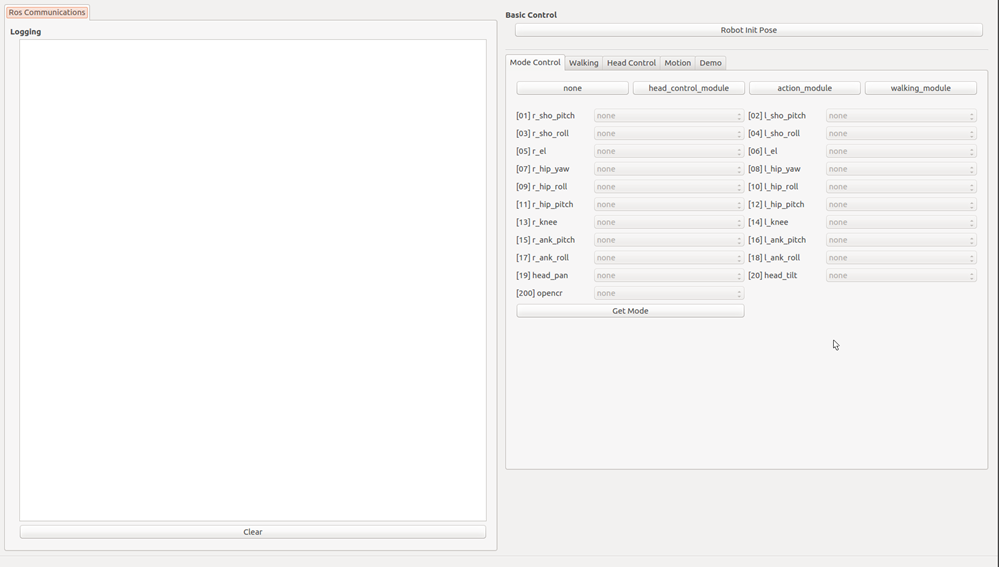 Ros Communications
Logging
Clear
Basic Control
Robot Init Pose
Mode Control Walking Head Control Motion Demo
none head_control_module action_module walking_module
[01] r_sho_pitch none [02] l_sho_pitch none
[03] r_sho_roll none [04] l_sho_roll none
[05] r_el none [06] l_el none
[07] r_hip_yaw none [08] l_hip_yaw none
[09] r_hip_roll none [10] l_hip_roll none
[11] r_hip_pitch none [12] l_hip_pitch none
[13] r_knee none [14] l_knee none
[15] r_ank_pitch none [16] l_ank_pitch none
[17] r_ank_roll none [18] l_ank_roll none
[19] head_pan none [20] head_tilt none
[200] opencr none
Get Mode